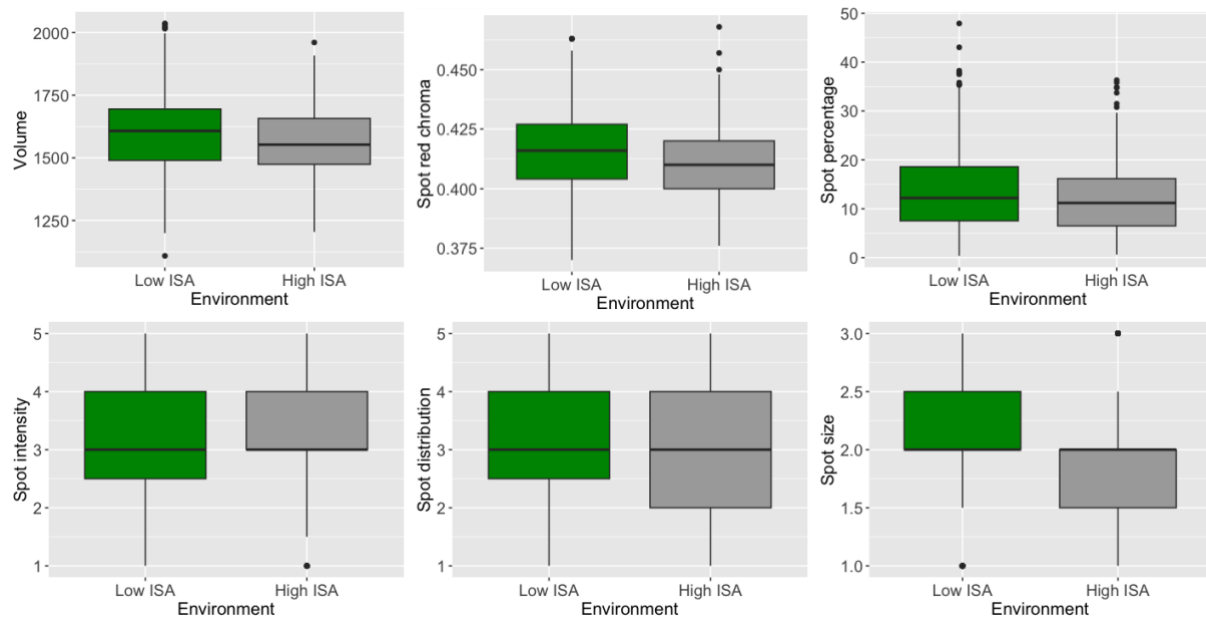 Volume
2000
1750
1500
1250
Low ISA
High ISA
Environment
Spot red chroma
0.450
0.425
0.400
0.375
Low ISA
High ISA
Environment
Spot percentage
50
40
30
20
10
0
Low ISA
High ISA
Environment
Spot intensity
5
4
3
2
1
Low ISA
High ISA
Environment
Spot distribution
5
4
3
2
1
Low ISA
High ISA
Environment
Spot size
3.0
2.5
2.0
1.5
1.0
Low ISA
High ISA
Environment